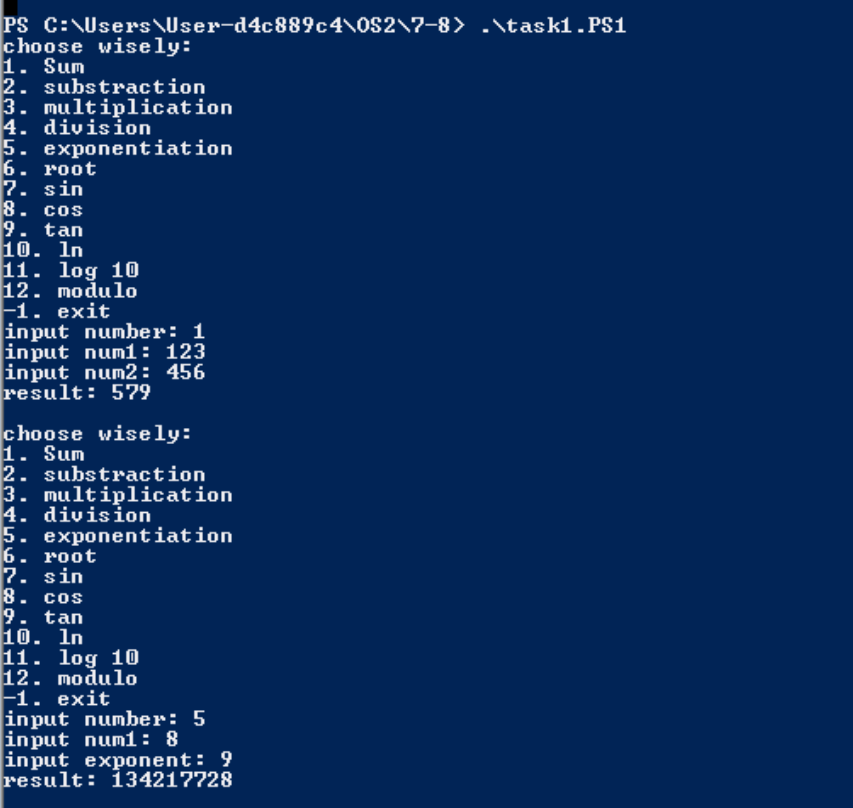 PS C:\Users\User-d4c889c4\OS2\7-8> .\task1.PS1
choose wisely:
1. Sum
2. substraction
3. multiplication
4. division
5. exponentiation
6. root
7. sin
8. cos
9. tan
10. ln
11. log 10
12. modulo
-1. exit
input number: 1
input num1: 123
input num2: 456
result: 579

choose wisely:
1. Sum
2. substraction
3. multiplication
4. division
5. exponentiation
6. root
7. sin
8. cos
9. tan
10. ln
11. log 10
12. modulo
-1. exit
input number: 5
input num1: 8
input exponent: 9
result: 134217728